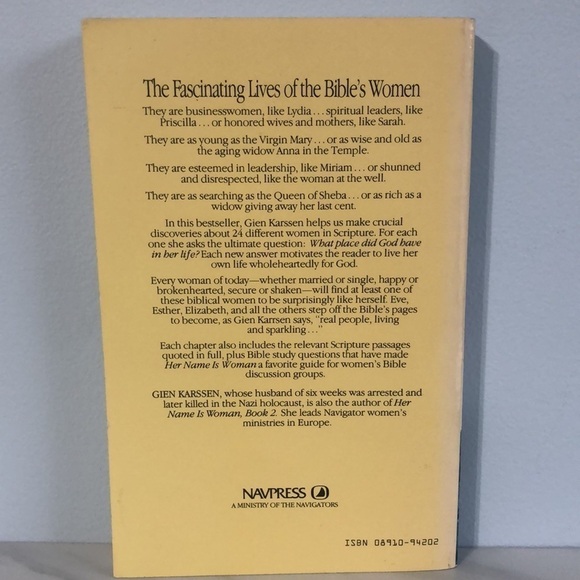 The Fascinating Lives of the Bible's Women
They are businesswomen, like Lydia . . . spiritual leaders, like
Priscilla . . . or honored wives and mothers, like Sarah.
They are as young as the Virgin Mary . . . or as wise and old as
the aging widow Anna in the Temple.
They are esteemed in leadership, like Miriam . . . or shunned
and disrespected, like the woman at the well.
They are as searching as the Queen of Sheba . . . or as rich as a
widow giving away her last cent.
In this bestseller, Gien Karssen helps us make crucial
discoveries about 24 different women in Scripture. For each
one she asks the ultimate question: What place did God have
in her life? Each new answer motivates the reader to live her
own life wholeheartedly for God.
Every woman of today—whether married or single, happy or
brokenhearted, secure or shaken—will find at least one of
these biblical women to be surprisingly like herself. Eve,
Esther, Elizabeth, and all the others step off the Bible's pages
to become, as Gien Karrsen says, "real people, living
and sparkling . . ."
Each chapter also includes the relevant Scripture passages
quoted in full, plus Bible study questions that have made
Her Name Is Woman a favorite guide for women's Bible
discussion groups.
GIEN KARSSEN, whose husband of six weeks was arrested and
later killed in the Nazi holocaust, is also the author of Her
Name Is Woman, Book 2. She leads Navigator women's
ministries in Europe.
NAVPRESS
A MINISTRY OF THE NAVIGATORS
ISBN 08910-94202